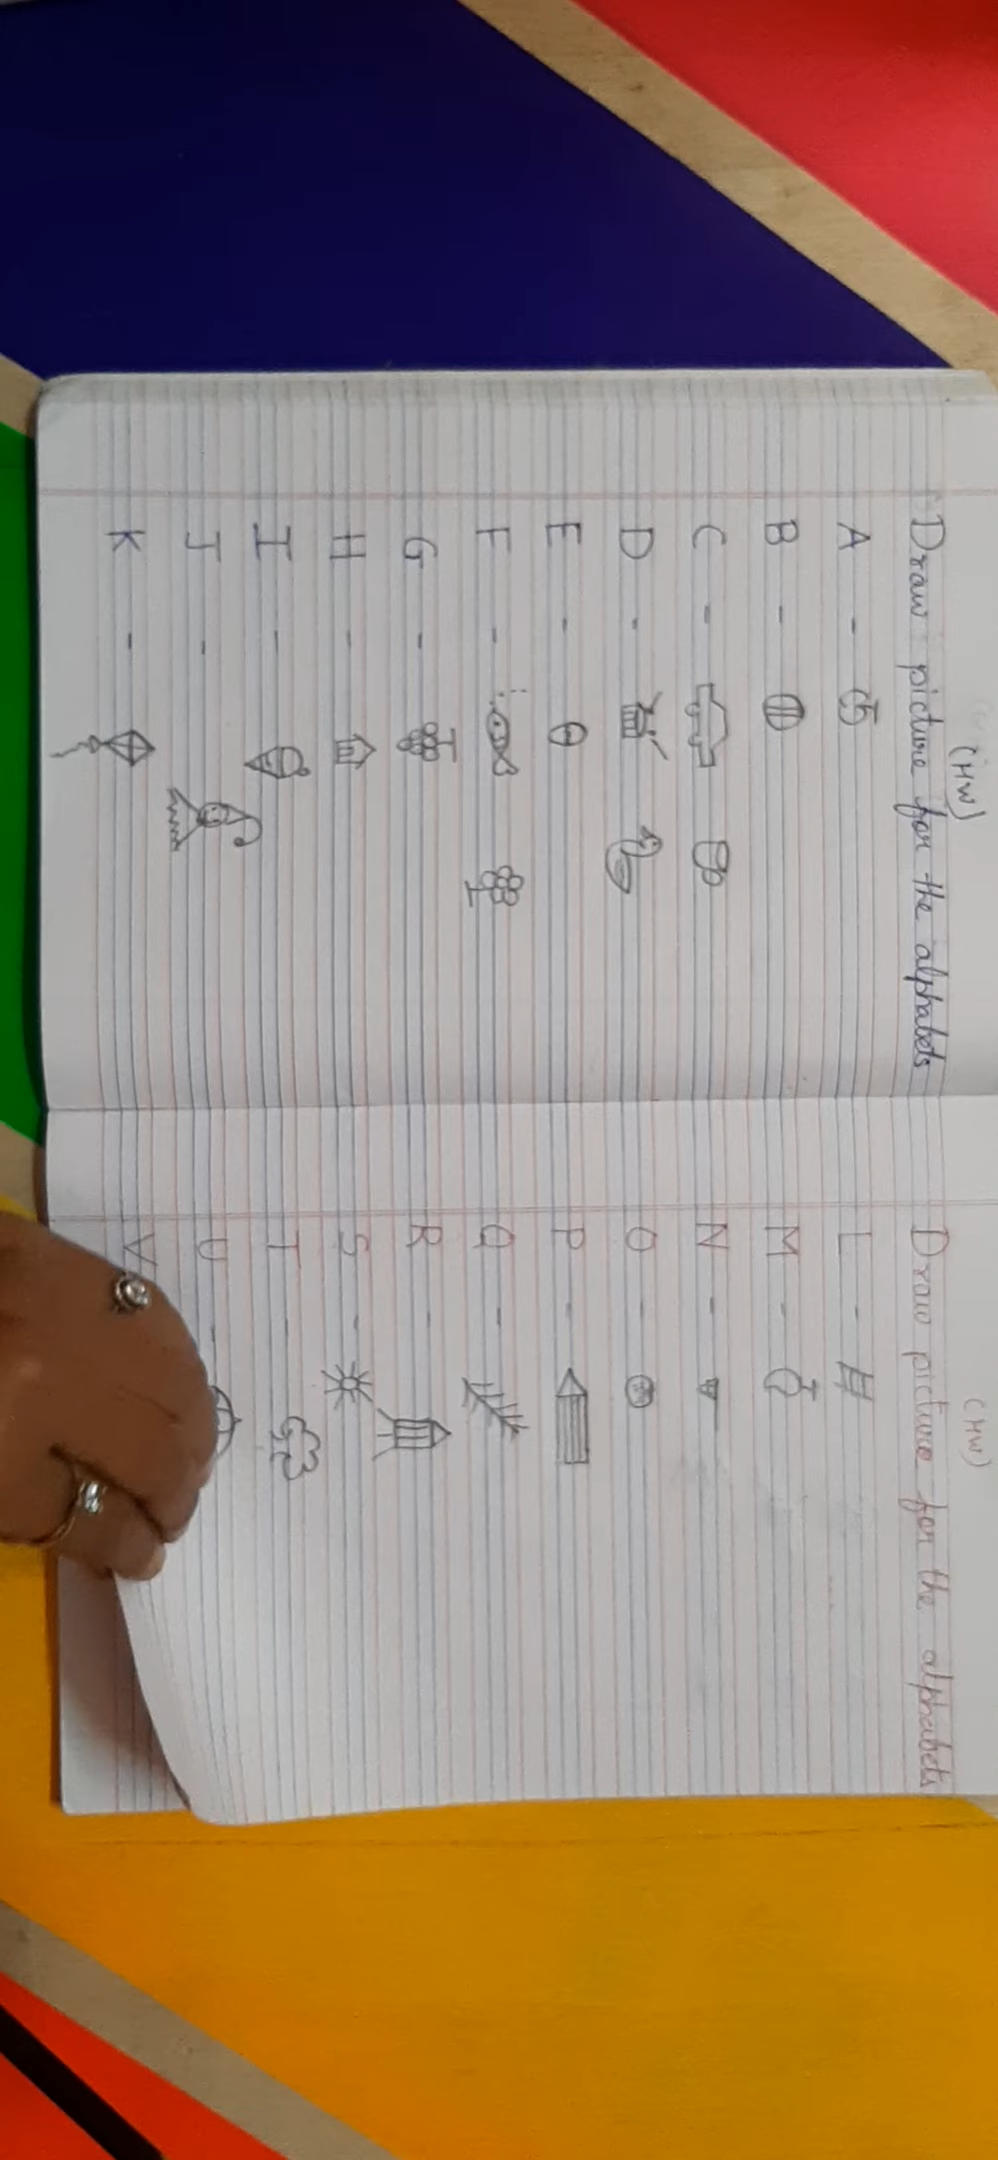 (HW)
Draw picture for the alphabets
A -
B -
C -
D -
E -
F -
G -
H -
I -
J -
K -
(HW)
Draw picture for the alphabets
L -
M -
N -
O -
P -
Q -
R -
S -
T -
U -
V